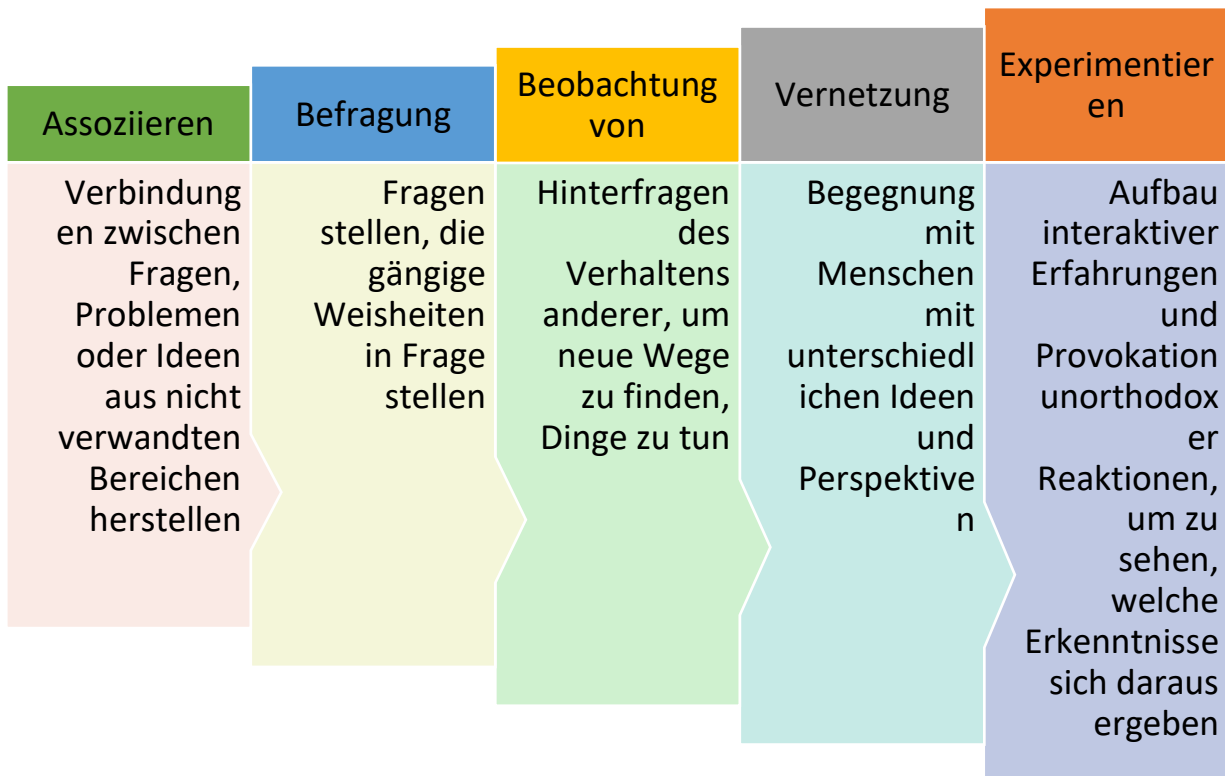 Assoziieren
Verbindung
en zwischen
Fragen,
Problemen
oder Ideen
aus nicht
verwandten
Bereichen
herstellen
Befragung
Fragen
stellen, die
gängige
Weisheiten
in Frage
stellen
Beobachtung
von
Hinterfragen
des
Verhaltens
anderer, um
neue Wege
zu finden,
Dinge zu tun
Vernetzung
Begegnung
mit
Menschen
mit
unterschiedl
ichen Ideen
und
Perspektive
n
Experimentier
en
Aufbau
interaktiver
Erfahrungen
und
Provokation
unorthodox
er
Reaktionen,
um zu
sehen,
welche
Erkenntnisse
sich daraus
ergeben